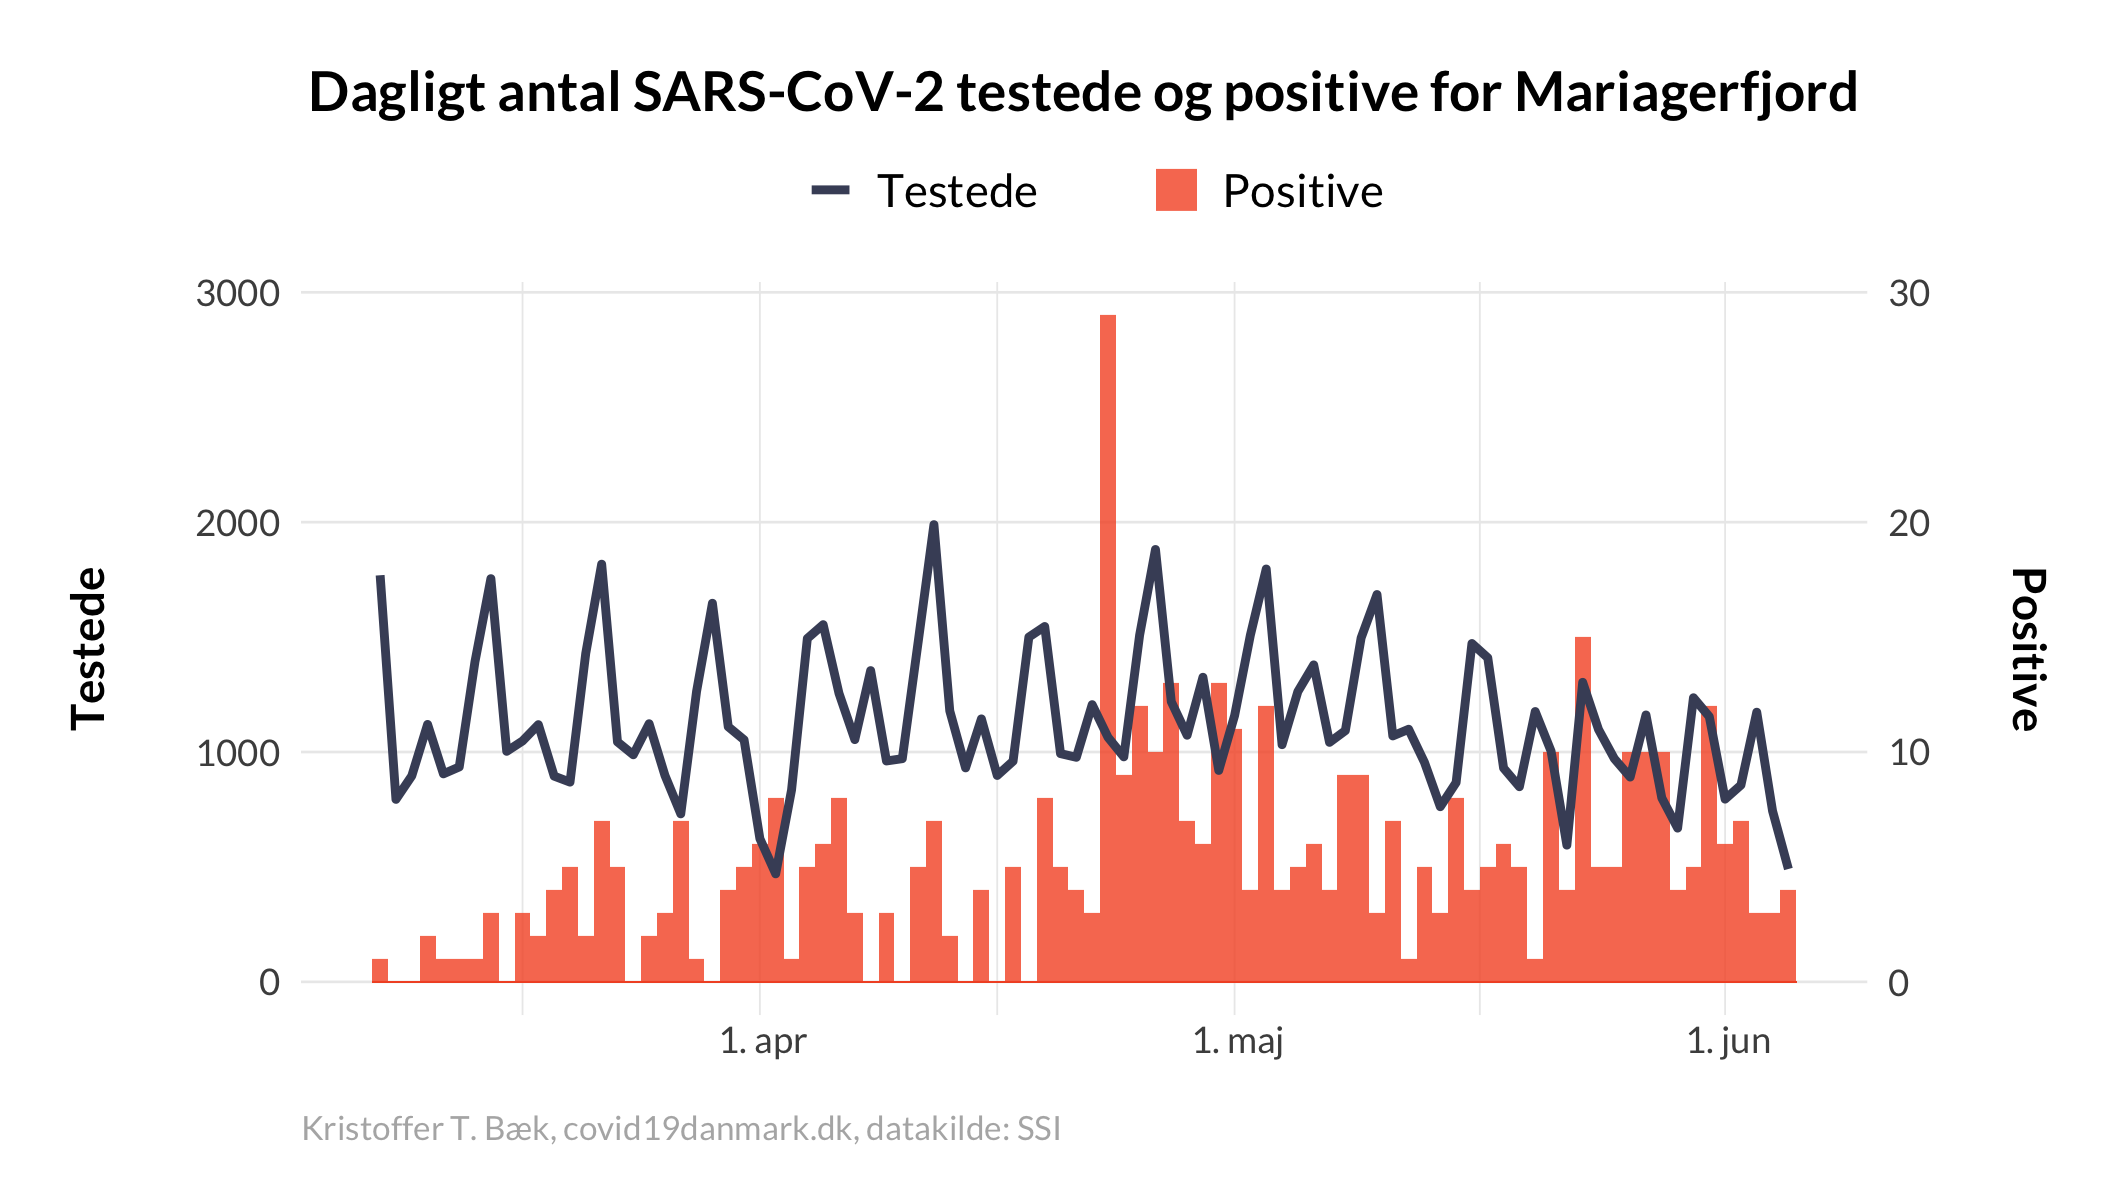 Dagligt antal SARS-CoV-2 testede og positive for Mariagerfjord
Testede
Positive
3000
2000
1000
0
30
20
10
0
Testede
Positive
1. apr
1. maj
1. jun
Kristoffer T. Bæk, covid19danmark.dk, datakilde: SSI